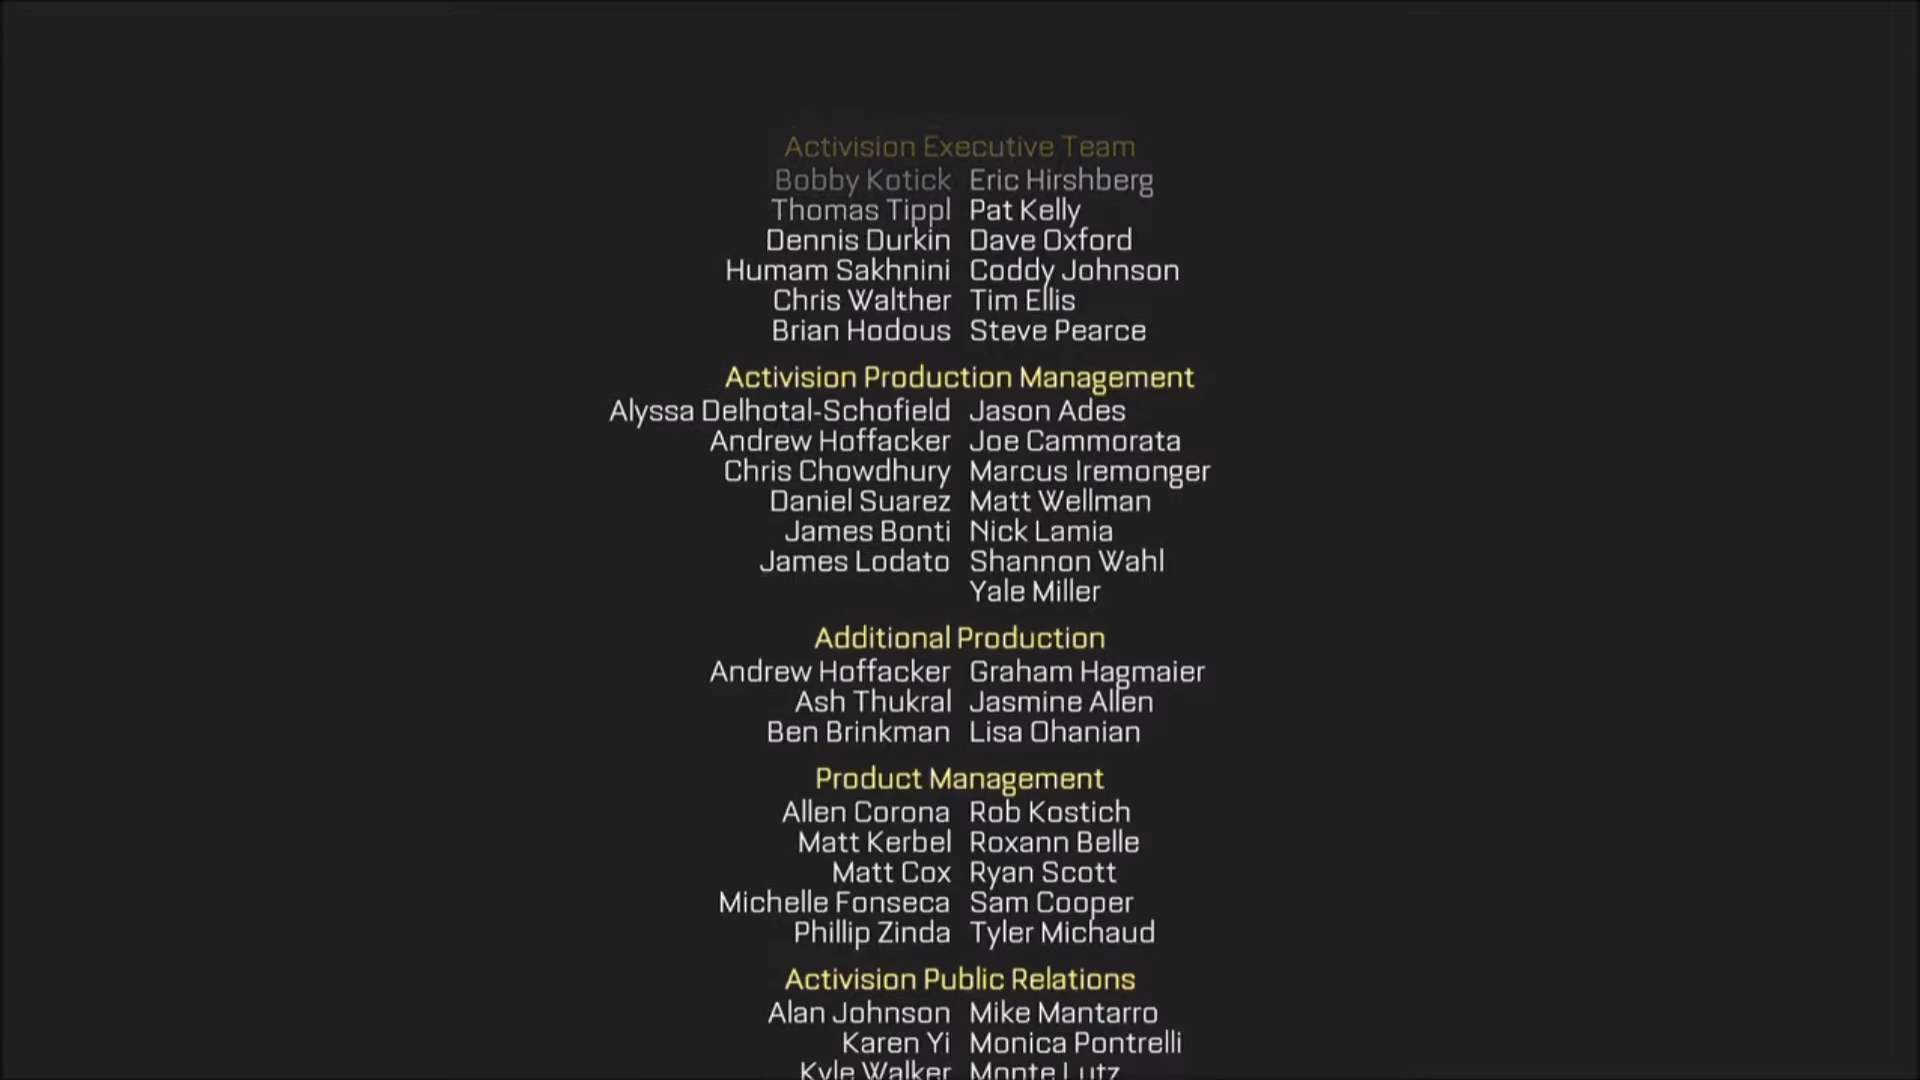 Activision Executive Team
Bobby Kotick Eric Hirshberg
Thomas Tippl Pat Kelly
Dennis Durkin Dave Oxford
Humam Sakhnini Coddy Johnson
Chris Walther Tim Ellis
Brian Hodous Steve Pearce
Activision Production Management
Alyssa Delhotal-Schofield Jason Ades
Andrew Hoffacker Joe Cammorata
Chris Chowdhury Marcus Iremonger
Daniel Suarez Matt Wellman
James Bonti Nick Lamia
James Lodato Shannon Wahl
Yale Miller
Additional Production
Andrew Hoffacker Graham Hagmaier
Ash Thukral Jasmine Allen
Ben Brinkman Lisa Ohanian
Product Management
Allen Corona Rob Kostich
Matt Kerbel Roxann Belle
Matt Cox Ryan Scott
Michelle Fonseca Sam Cooper
Phillip Zinda Tyler Michaud
Activision Public Relations
Alan Johnson Mike Mantarro
Karen Yi Monica Pontrelli
Kyle Walker Monte Lutz